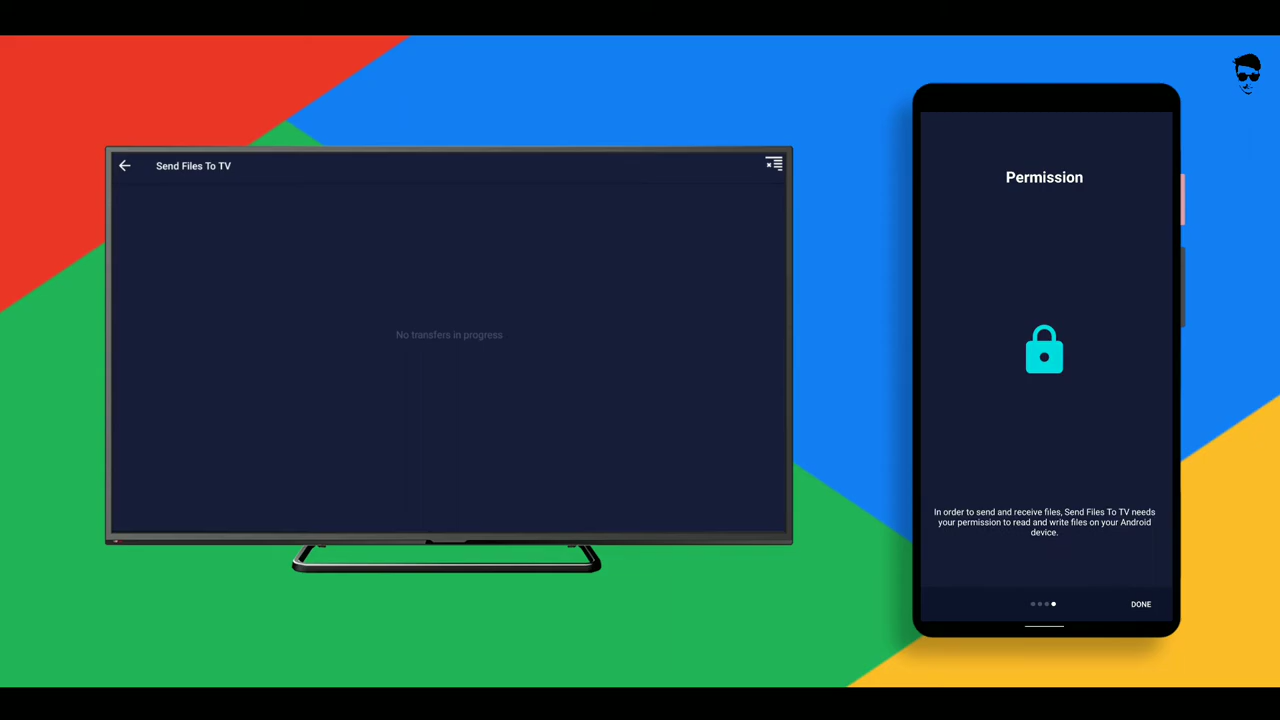 Send Files To TV
No transfers in progress
Permission
In order to send and receive files, Send Files To TV needs
your permission to read and write files on your Android
device.
DONE